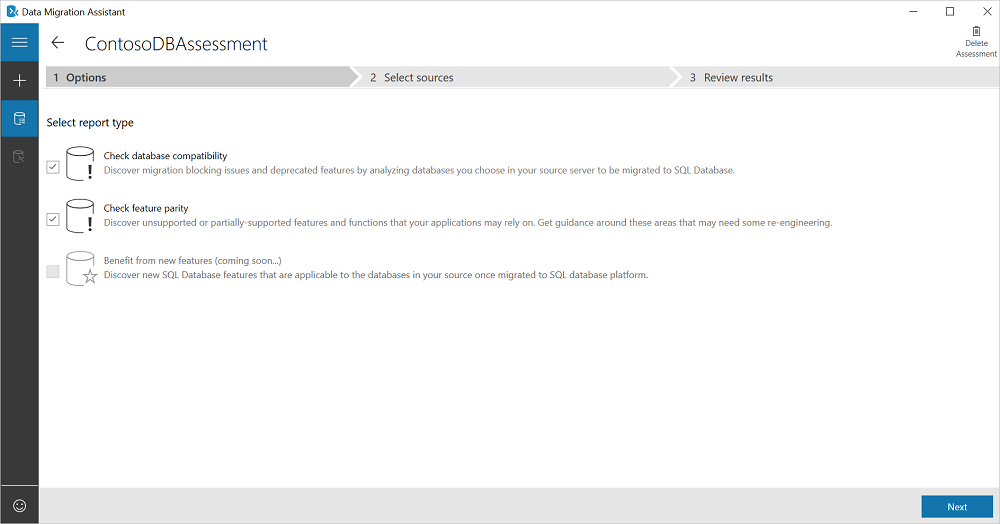 Data Migration Assistant
ContosoDBAssessment
Delete
Assessment
1 Options
2 Select sources
3 Review results
Select report type
Check database compatibility
Discover migration blocking issues and deprecated features by analyzing databases you choose in your source server to be migrated to SQL Database.
Check feature parity
Discover unsupported or partially-supported features and functions that your applications may rely on. Get guidance around these areas that may need some re-engineering.
Benefit from new features (coming soon...)
Discover new SQL Database features that are applicable to the databases in your source once migrated to SQL database platform.
Next